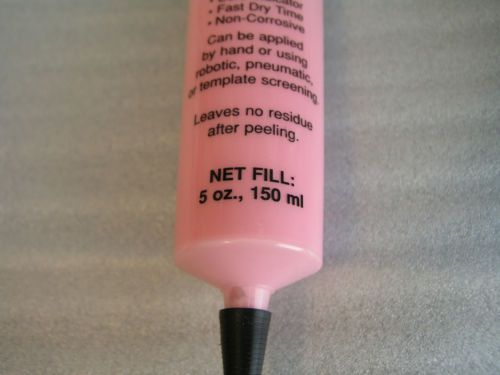 • Fast Dry Time
• Non-Corrosive
Can be applied
by hand or using
robotic, pneumatic,
or template screening.
Leaves no residue
after peeling.
NET FILL:
5 oz., 150 ml